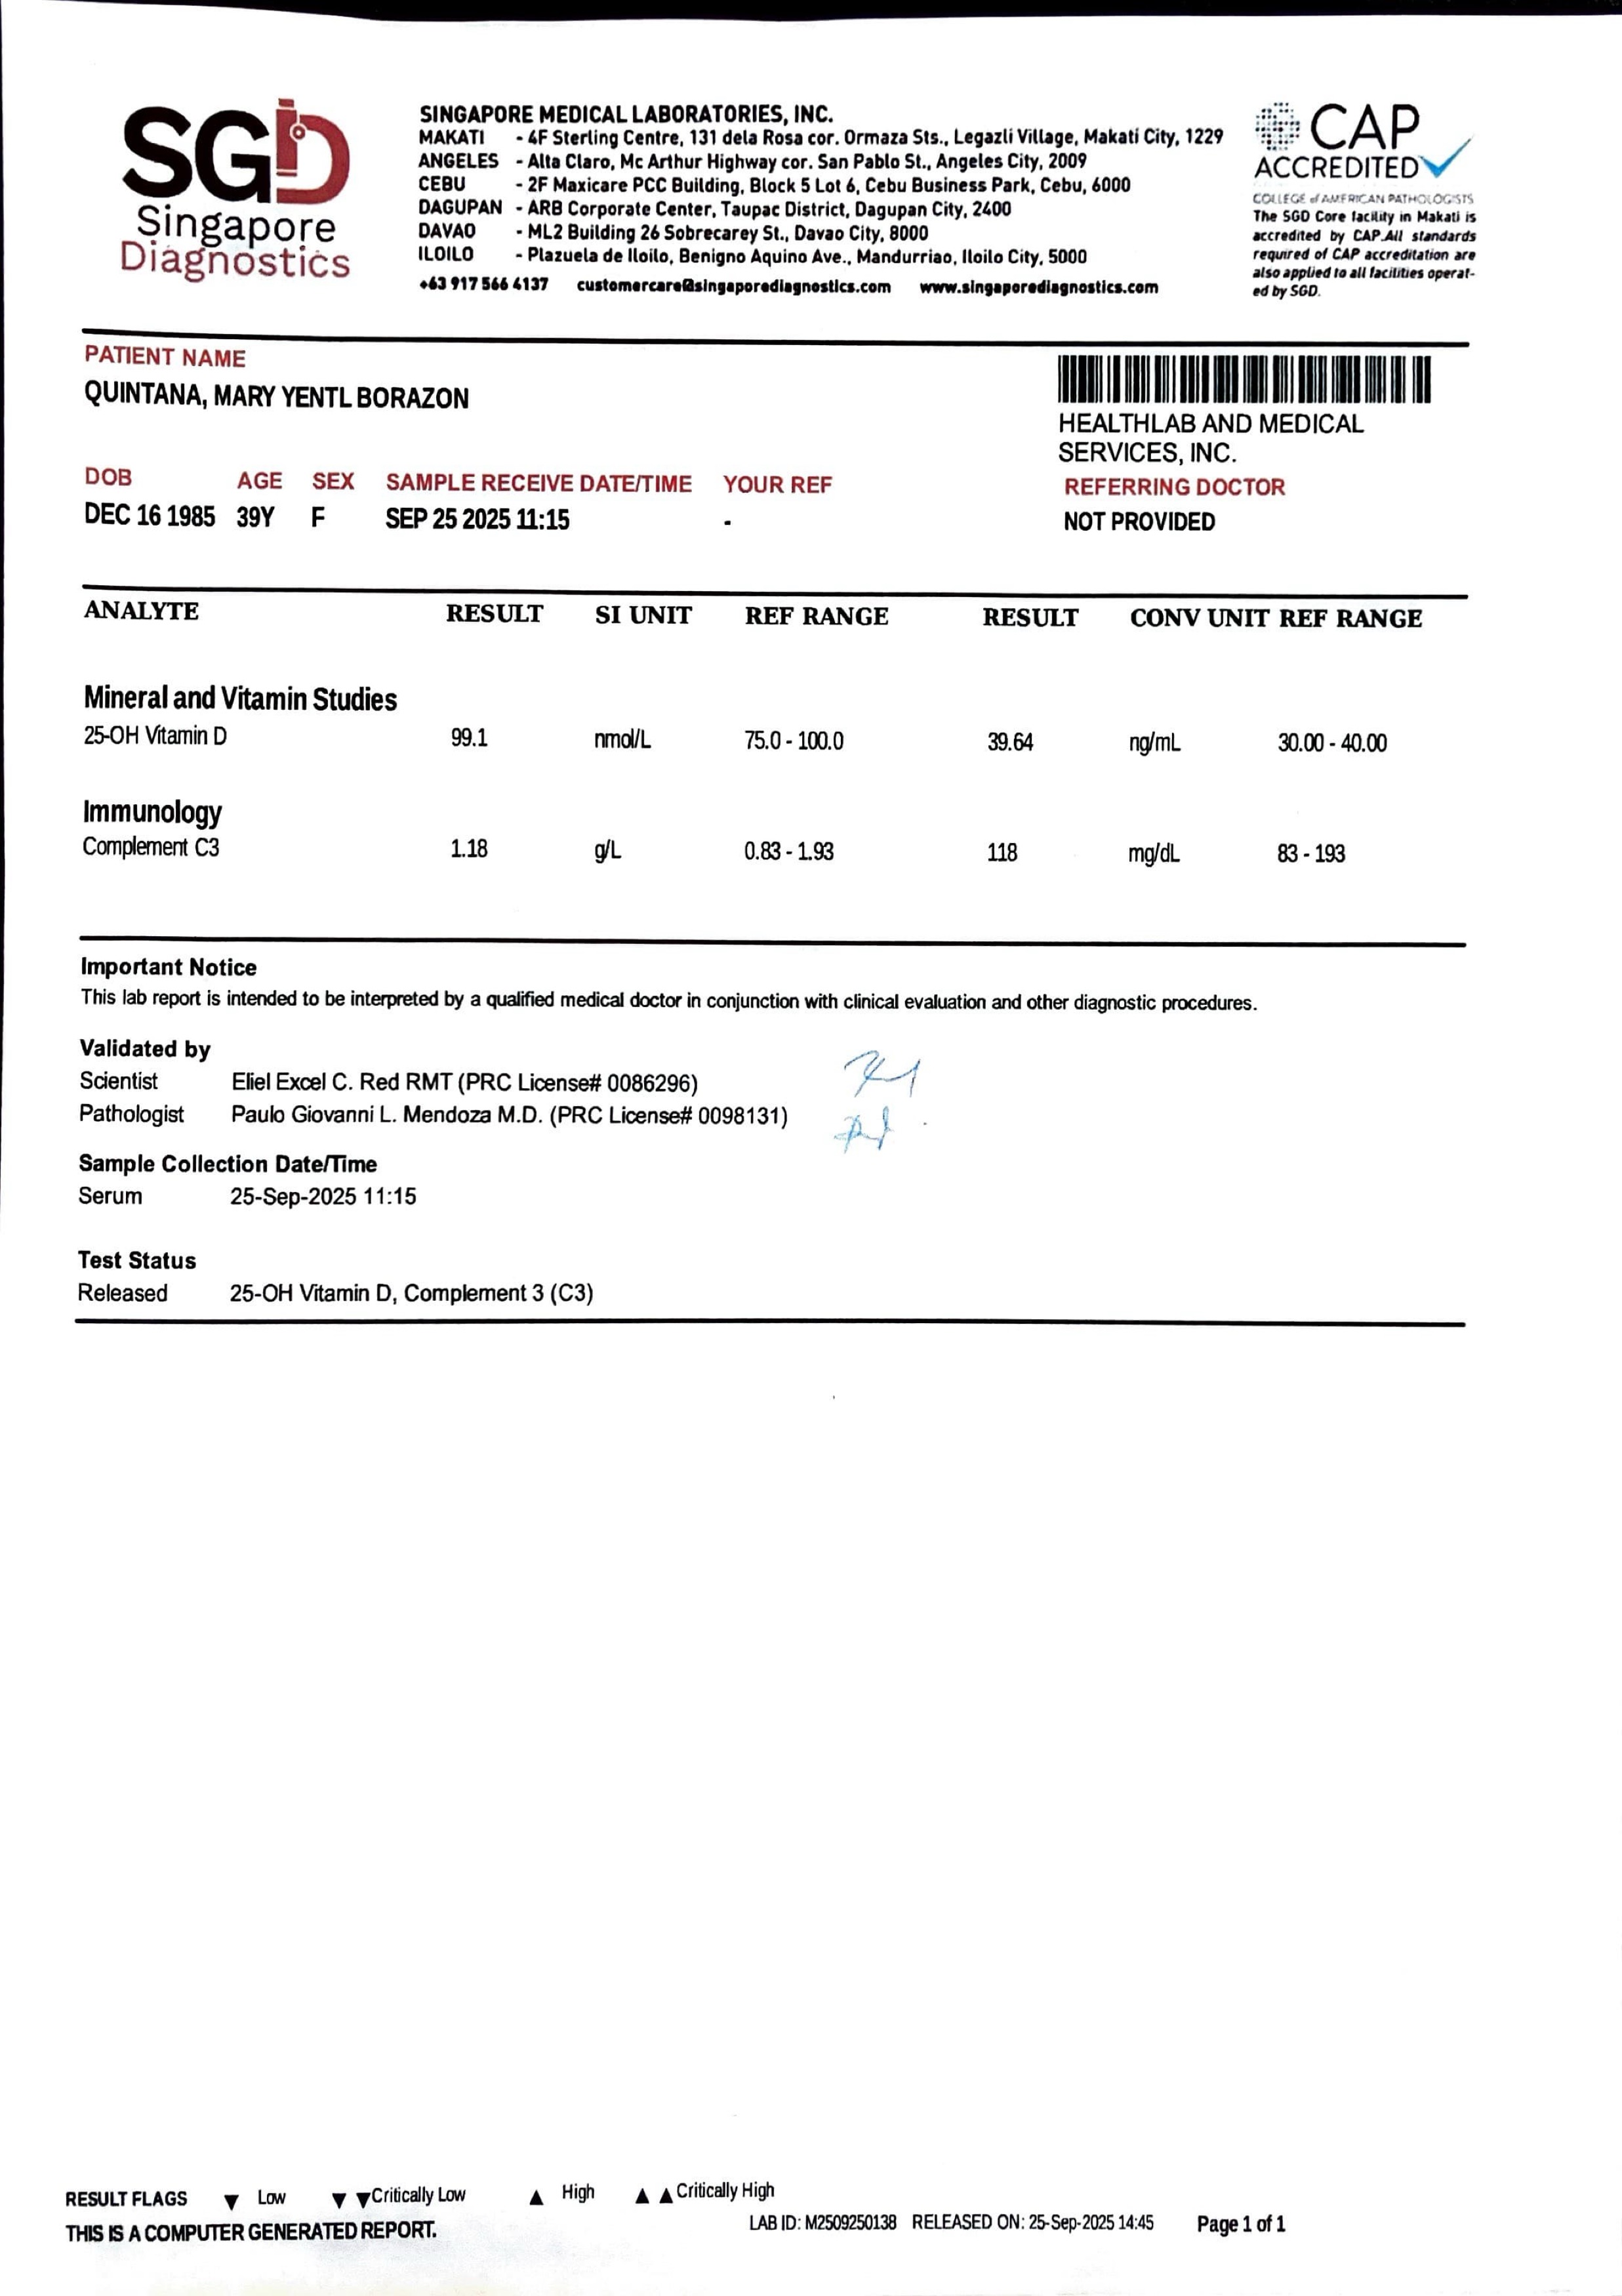 SGD
Singapore
Diagnostics
SINGAPORE MEDICAL LABORATORIES, INC.
MAKATI - 4F Sterling Centre, 131 dela Rosa cor. Ormaza Sts., Legazli Village, Makati City, 1229
ANGELES - Alta Claro, Mc Arthur Highway cor. San Pablo St., Angeles City, 2009
CEBU - 2F Maxicare PCC Building, Block 5 Lot 6, Cebu Business Park, Cebu, 6000
DAGUPAN - ARB Corporate Center, Taupac District, Dagupan City, 2400
DAVAO - ML2 Building 26 Sobrecarey St., Davao City, 8000
ILOILO - Plazuela de Iloilo, Benigno Aquino Ave., Mandurriao, Iloilo City, 5000
+63 917 566 4137 customercare@singaporediagnostics.com www.singaporediagnostics.com
CAP
ACCREDITED
COLLEGE of AMERICAN PATHOLOGISTS
The SGD Core facility in Makati is
accredited by CAP.All standards
required of CAP accreditation are
also applied to all facilities operat-
ed by SGD.
PATIENT NAME
QUINTANA, MARY YENTL BORAZON
HEALTHLAB AND MEDICAL
SERVICES, INC.
DOB AGE SEX SAMPLE RECEIVE DATE/TIME YOUR REF REFERRING DOCTOR
DEC 16 1985 39Y F SEP 25 2025 11:15 - NOT PROVIDED
ANALYTE RESULT SI UNIT REF RANGE RESULT CONV UNIT REF RANGE
Mineral and Vitamin Studies
25-OH Vitamin D 99.1 nmol/L 75.0 - 100.0 39.64 ng/mL 30.00 - 40.00
Immunology
Complement C3 1.18 g/L 0.83 - 1.93 118 mg/dL 83 - 193
Important Notice
This lab report is intended to be interpreted by a qualified medical doctor in conjunction with clinical evaluation and other diagnostic procedures.
Validated by
Scientist Eliel Excel C. Red RMT (PRC License# 0086296)
Pathologist Paulo Giovanni L. Mendoza M.D. (PRC License# 0098131)
Sample Collection Date/Time
Serum 25-Sep-2025 11:15
Test Status
Released 25-OH Vitamin D, Complement 3 (C3)
RESULT FLAGS ▼ Low ▼ ▼ Critically Low ▲ High ▲ ▲ Critically High
THIS IS A COMPUTER GENERATED REPORT. LAB ID: M2509250138 RELEASED ON: 25-Sep-2025 14:45 Page 1 of 1